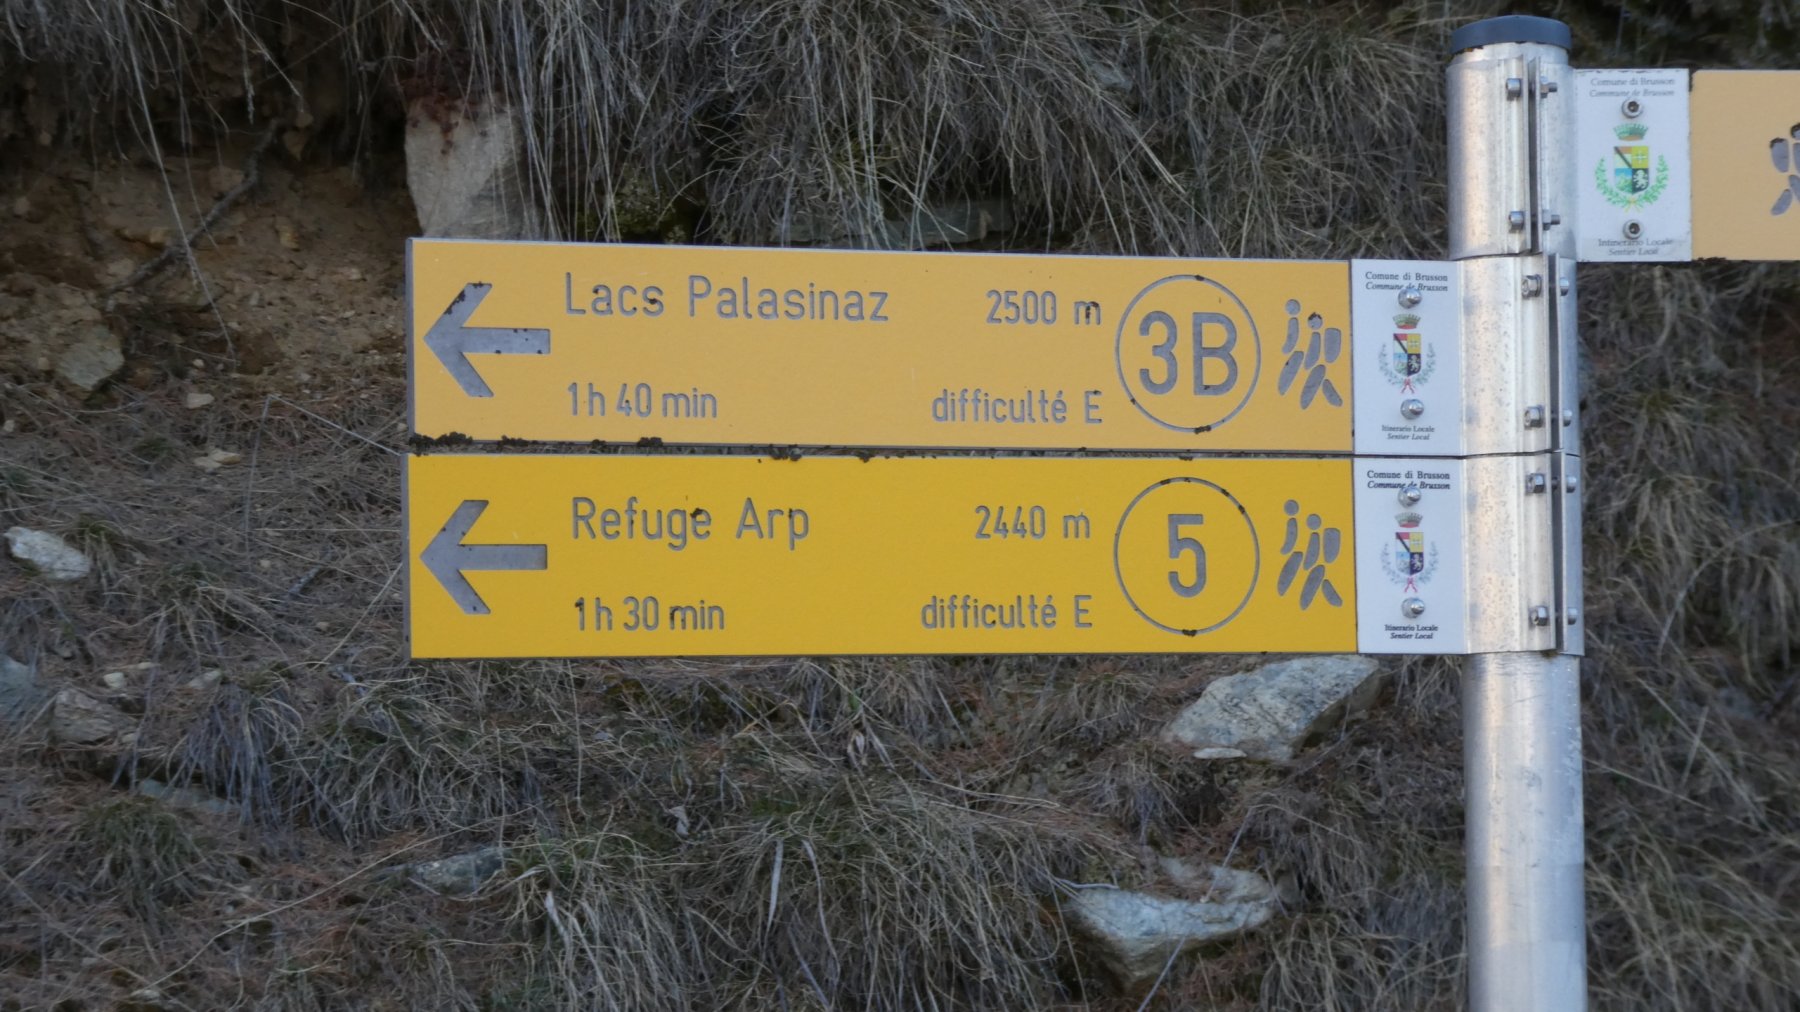 Comune di Brusson
Commune de Brusson
Intinerario Locale
Sentier Local
Lacs Palasinaz 2500 m 3B
1h 40 min difficulté E
Comune di Brusson
Commune de Brusson
Itinerario Locale
Sentier Local
Refuge Arp 2440 m 5
1h 30 min difficulté E
Comune di Brusson
Commune de Brusson
Itinerario Locale
Sentier Local